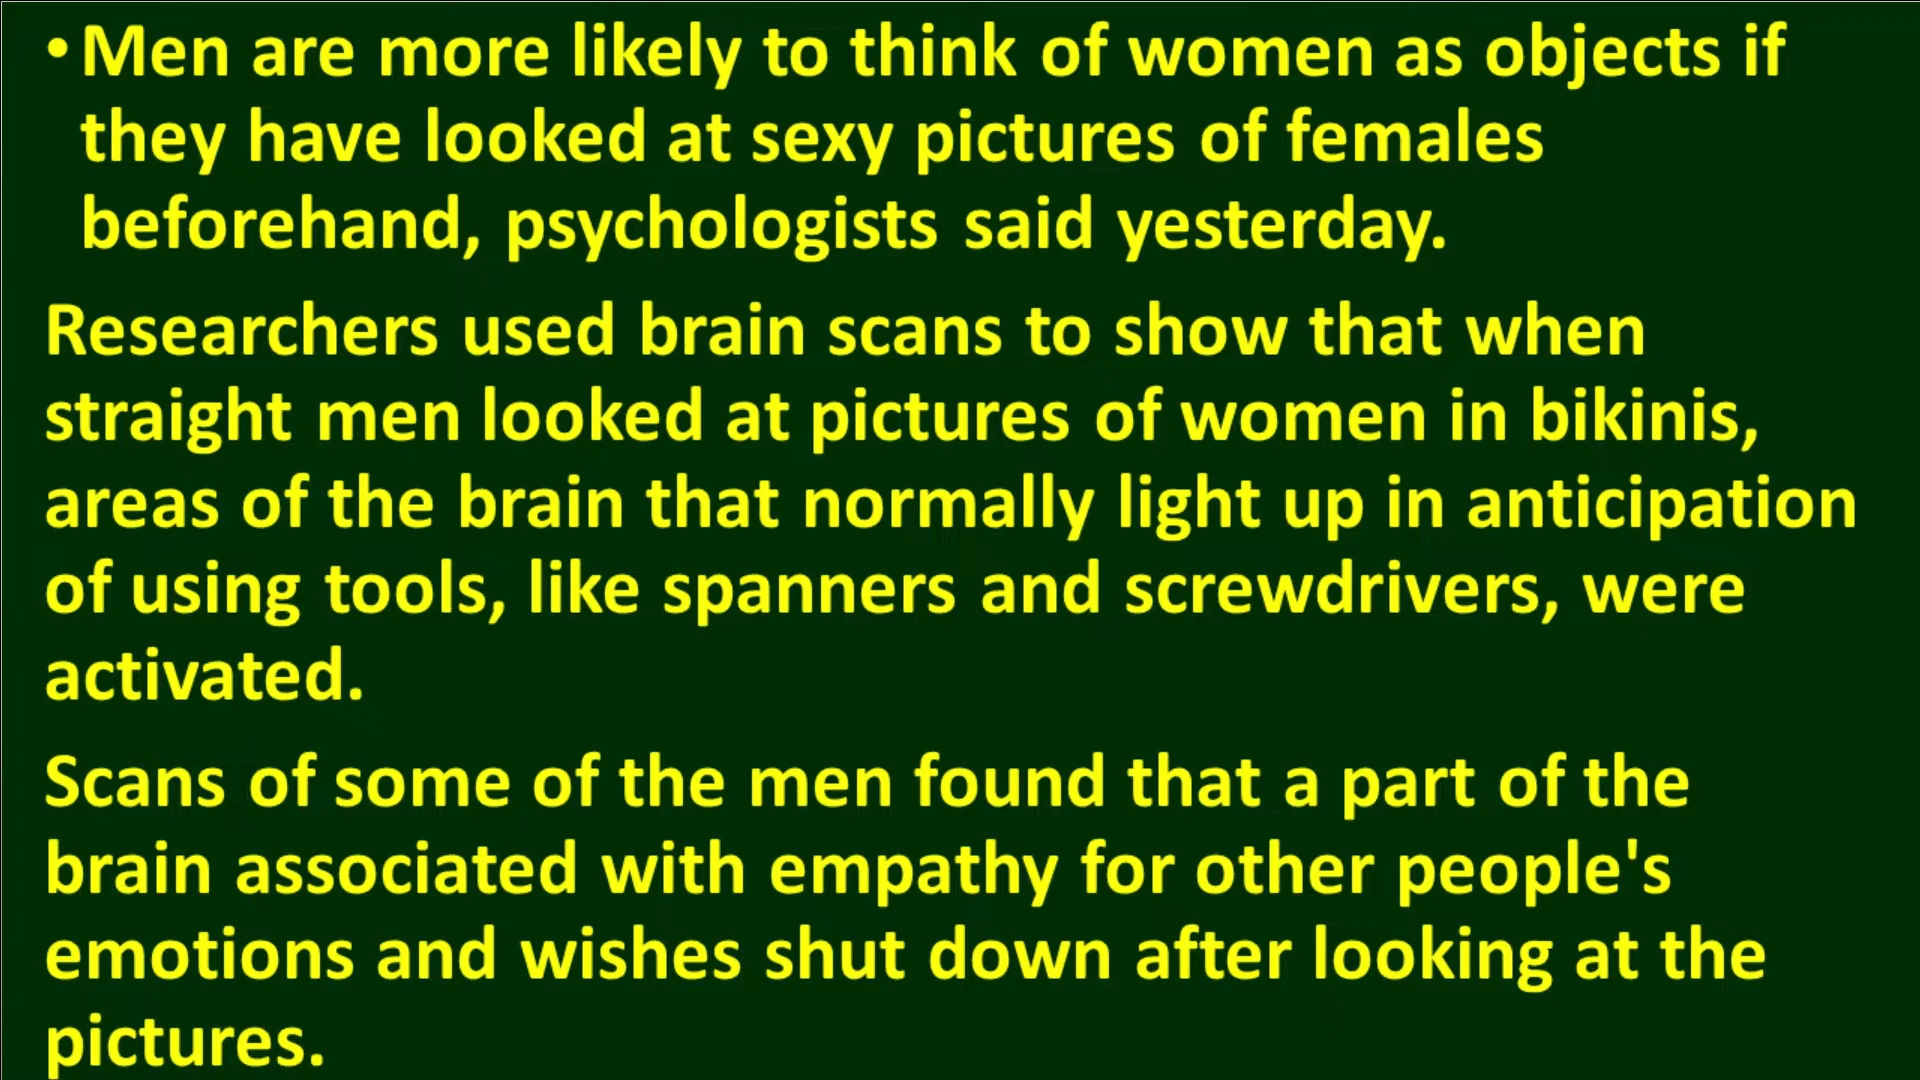 •Men are more likely to think of women as objects if
they have looked at sexy pictures of females
beforehand, psychologists said yesterday.
Researchers used brain scans to show that when
straight men looked at pictures of women in bikinis,
areas of the brain that normally light up in anticipation
of using tools, like spanners and screwdrivers, were
activated.
Scans of some of the men found that a part of the
brain associated with empathy for other people's
emotions and wishes shut down after looking at the
pictures.